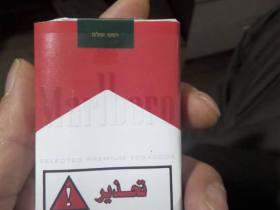 Marlboro
SELECTED PREMIUM TOBACCOS
تحذير